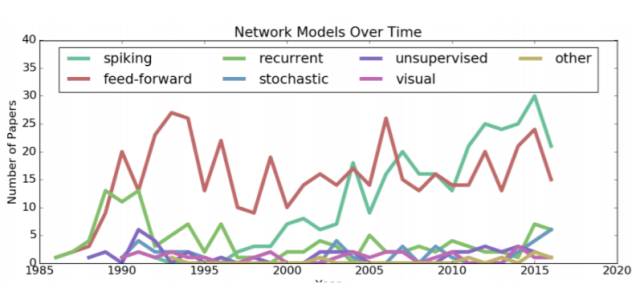 Network Models Over Time
spiking recurrent unsupervised other
feed-forward stochastic visual
Number of Papers
40
35
30
25
20
15
10
5
0
1985 1990 1995 2000 2005 2010 2015 2020